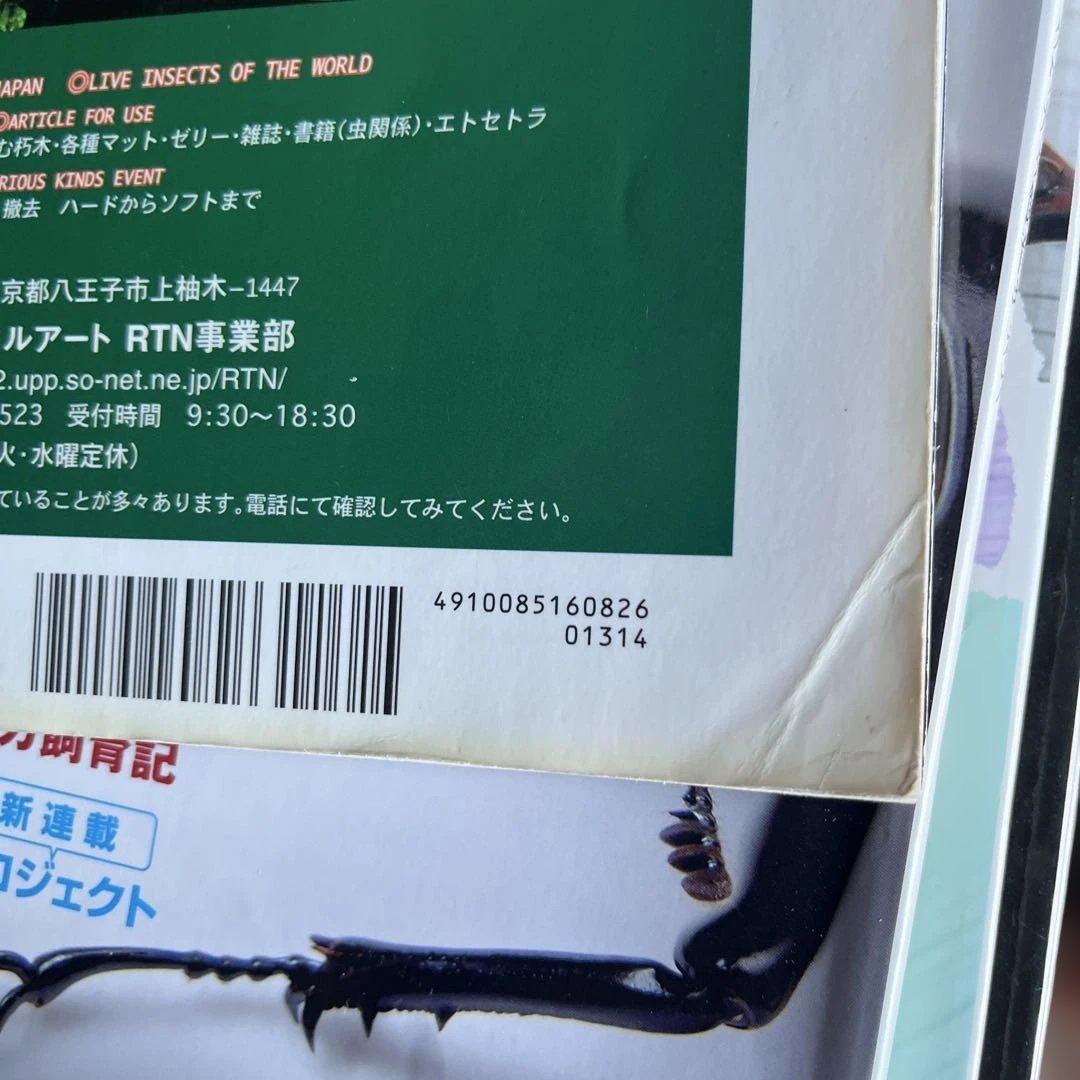 JAPAN ◎LIVE INSECTS OF THE WORLD
◎ARTICLE FOR USE
む朽木・各種マット・ゼリー・雑誌・書籍(虫関係)・エトセトラ
RIOUS KINDS EVENT
撤去 ハードからソフトまで
京都八王子市上柚木−1447
ルアート RTN事業部
2.upp.so-net.ne.jp/RTN/
523 受付時間 9:30〜18:30
火・水曜定休)
ていることが多々あります。電話にて確認してみてください。
4910085160826
01314
飼育記
新連載
ロジェクト